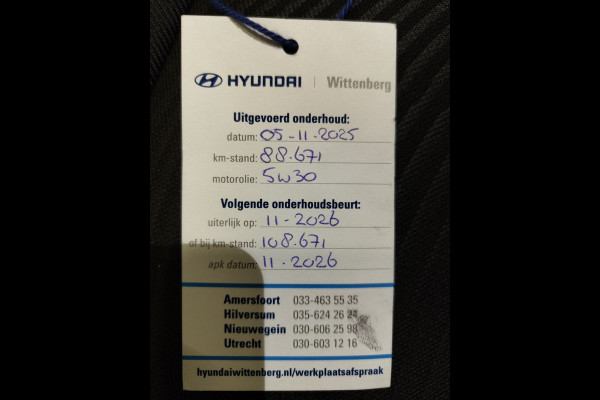 HYUNDAI | Wittenberg
Uitgevoerd onderhoud:
datum: 05-11-2025
km-stand: 88.671
motorolie: 5W30
Volgende onderhoudsbeurt:
uiterlijk op: 11-2026
of bij km-stand: 108.671
apk datum: 11-2026
Amersfoort 033-463 55 35
Hilversum 035-624 26 24
Nieuwegein 030-606 25 98
Utrecht 030-603 12 16
hyundaiwittenberg.nl/werkplaatsafspraak